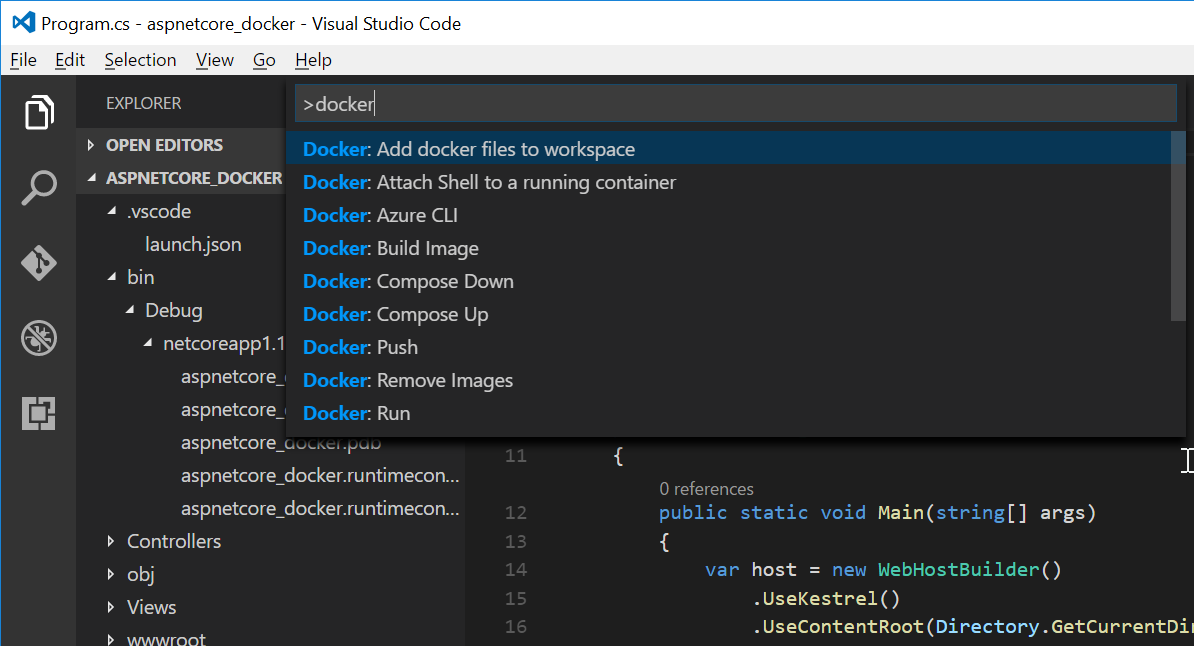 Program.cs - aspnetcore_docker - Visual Studio Code
File Edit Selection View Go Help
EXPLORER
OPEN EDITORS
ASPNETCORE_DOCKER
.vscode
launch.json
bin
Debug
netcoreapp1.1
aspnetcore_
aspnetcore_
aspnetcore_docker.pdb
aspnetcore_docker.runtimecon...
aspnetcore_docker.runtimecon...
Controllers
obj
Views
wwwroot
>docker
Docker: Add docker files to workspace
Docker: Attach Shell to a running container
Docker: Azure CLI
Docker: Build Image
Docker: Compose Down
Docker: Compose Up
Docker: Push
Docker: Remove Images
Docker: Run
11 {
0 references
12 public static void Main(string[] args)
13 {
14 var host = new WebHostBuilder()
15 .UseKestrel()
16 .UseContentRoot(Directory.GetCurrentDi